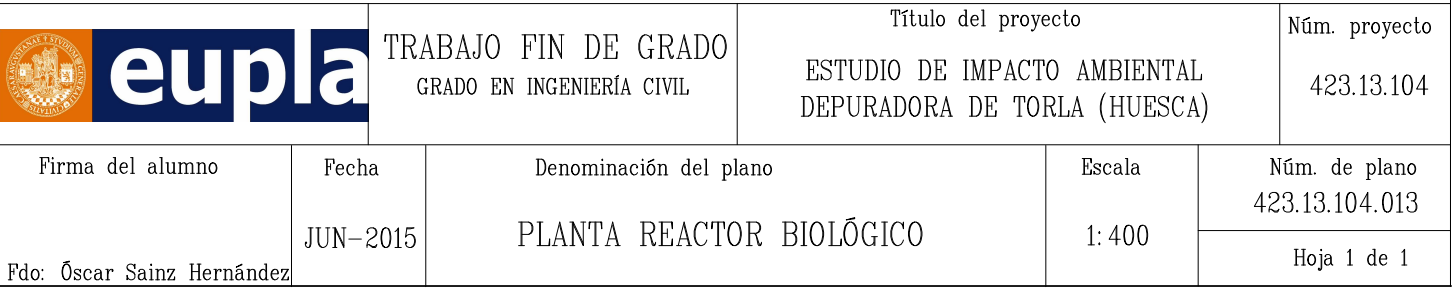 eupla
TRABAJO FIN DE GRADO
GRADO EN INGENIERÍA CIVIL
Título del proyecto
ESTUDIO DE IMPACTO AMBIENTAL
DEPURADORA DE TORLA (HUESCA)
Núm. proyecto
423.13.104
Firma del alumno
Fdo: Óscar Sainz Hernández
Fecha
JUN-2015
Denominación del plano
PLANTA REACTOR BIOLÓGICO
Escala
1:400
Núm. de plano
423.13.104.013
Hoja 1 de 1